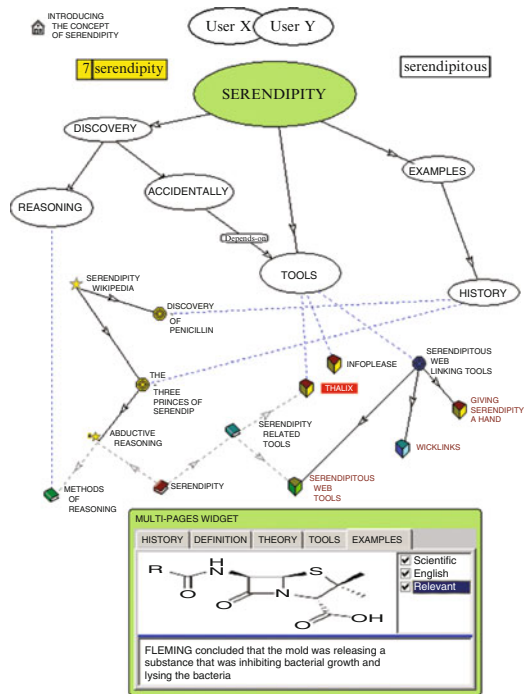 INTRODUCING
THE CONCEPT
OF SERENDIPITY
User X
User Y
7 serendipity
serendipitous
SERENDIPITY
DISCOVERY
ACCIDENTALLY
EXAMPLES
REASONING
Depends-on
TOOLS
HISTORY
SERENDIPITY
WIKIPEDIA
DISCOVERY
OF
PENICILLIN
INFOPLEASE
SERENDIPITOUS
WEB
LINKING TOOLS
THE
THREE
PRINCES OF
SERENDIP
THALIX
GIVING
SERENDIPITY
A HAND
ABDUCTIVE
REASONING
SERENDIPITY
RELATED
TOOLS
WICKLINKS
METHODS
OF
REASONING
SERENDIPITY
SERENDIPITOUS
WEB
TOOLS
MULTI-PAGES WIDGET
HISTORY DEFINITION THEORY TOOLS EXAMPLES
Scientific
English
Relevant
R
H
N
O
S
O
N
O
OH
FLEMING concluded that the mold was releasing a
substance that was inhibiting bacterial growth and
lysing the bacteria